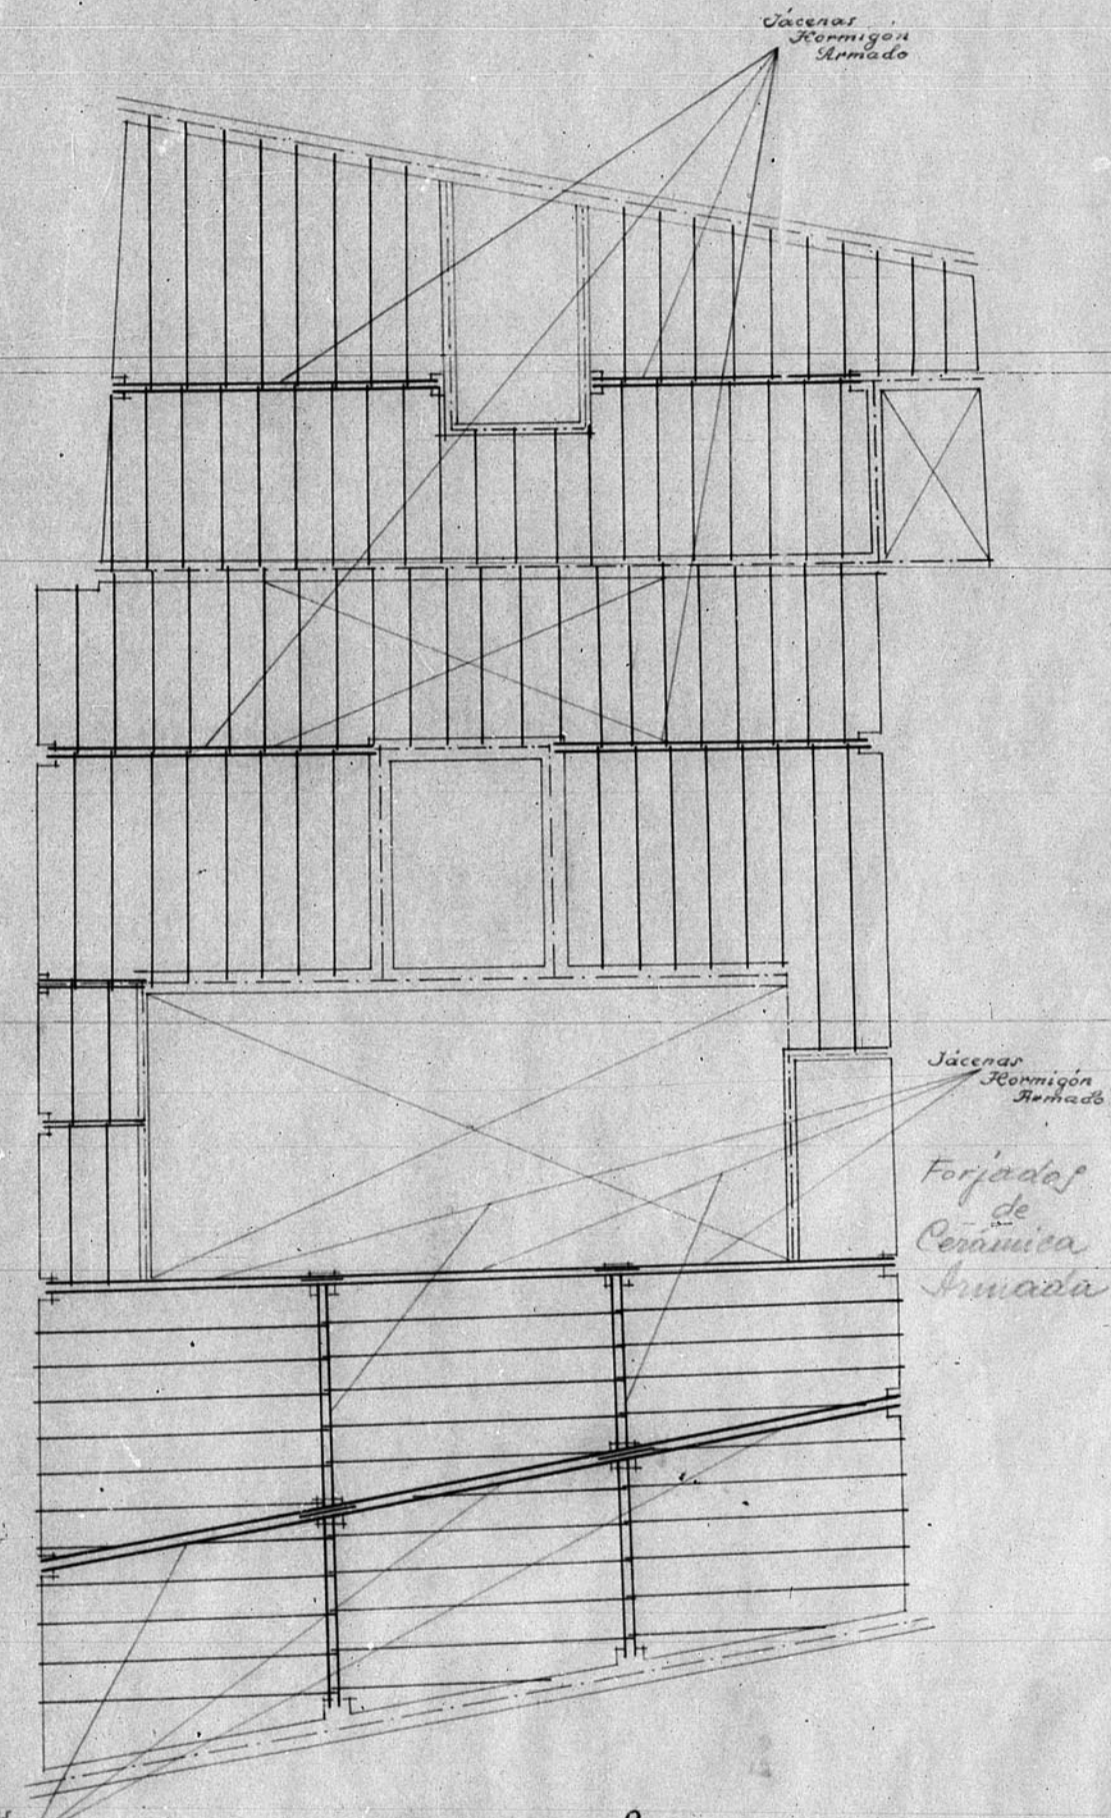 Jácenas
Hormigón
Armado
Jácenas
Hormigón
Armado
Forjados
de
Cerámica
Armada